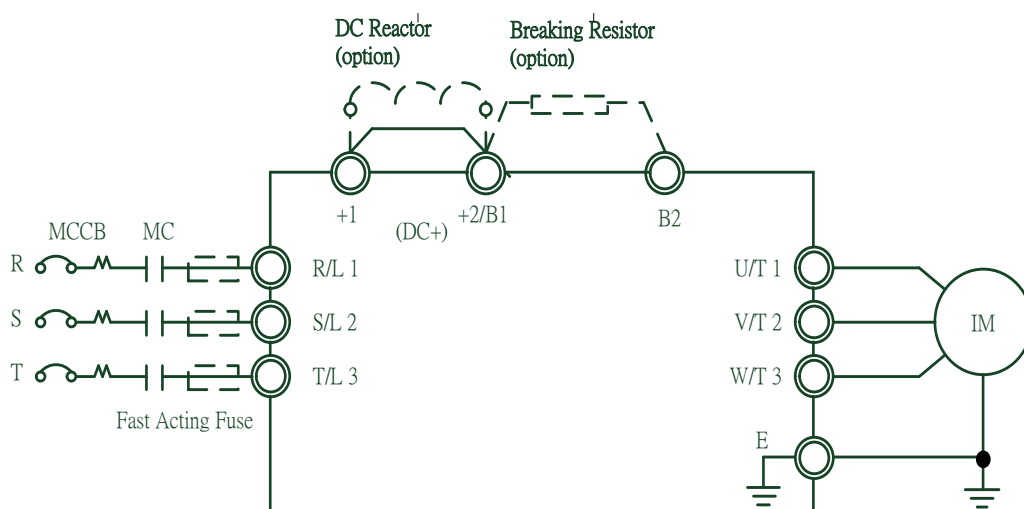 DC Reactor
(option)
Breaking Resistor
(option)
+1
(DC+)
+2/B1
B2
MCCB
MC
R
R/L 1
U/T 1
S
S/L 2
V/T 2
IM
T
T/L 3
W/T 3
Fast Acting Fuse
E